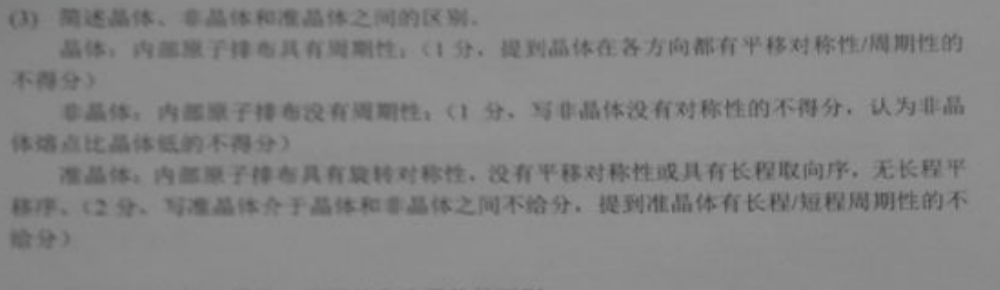 (3) 简述晶体、非晶体和准晶体之间的区别。
晶体：内部原子排布具有周期性；（1 分，提到晶体在各方向都有平移对称性/周期性的
不得分）
非晶体：内部原子排布没有周期性；（1 分，写非晶体没有对称性的不得分，认为非晶
体熔点比晶体低的不得分）
准晶体：内部原子排布具有旋转对称性，没有平移对称性或具有长程取向序，无长程平
移序。（2 分，写准晶体介于晶体和非晶体之间不给分，提到准晶体有长程/短程周期性的不
给分）